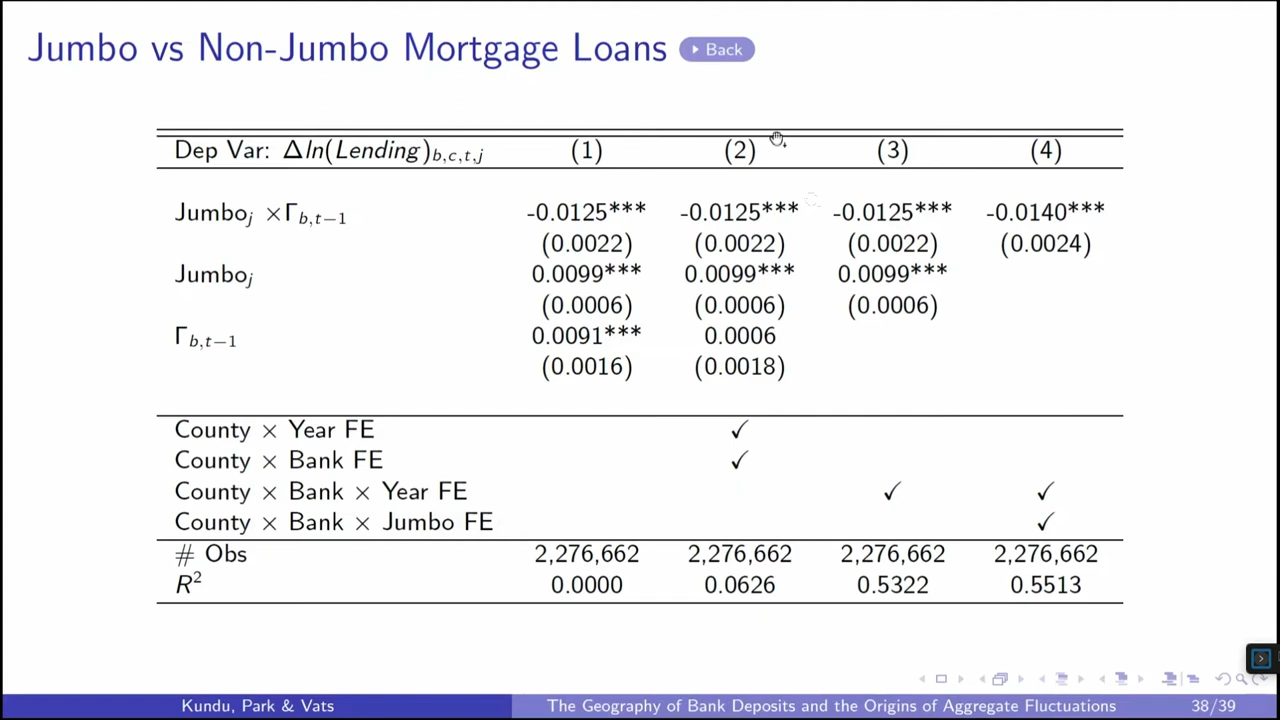 Jumbo vs Non-Jumbo Mortgage Loans Back
Dep Var: Δln(Lending)b,c,t,j (1) (2) (3) (4)
Jumboj ×Γb,t−1 -0.0125*** -0.0125*** -0.0125*** -0.0140***
(0.0022) (0.0022) (0.0022) (0.0024)
Jumboj 0.0099*** 0.0099*** 0.0099***
(0.0006) (0.0006) (0.0006)
Γb,t−1 0.0091*** 0.0006
(0.0016) (0.0018)
County × Year FE ✓
County × Bank FE ✓
County × Bank × Year FE ✓ ✓
County × Bank × Jumbo FE ✓
# Obs 2,276,662 2,276,662 2,276,662 2,276,662
R² 0.0000 0.0626 0.5322 0.5513
Kundu, Park & Vats The Geography of Bank Deposits and the Origins of Aggregate Fluctuations 38/39